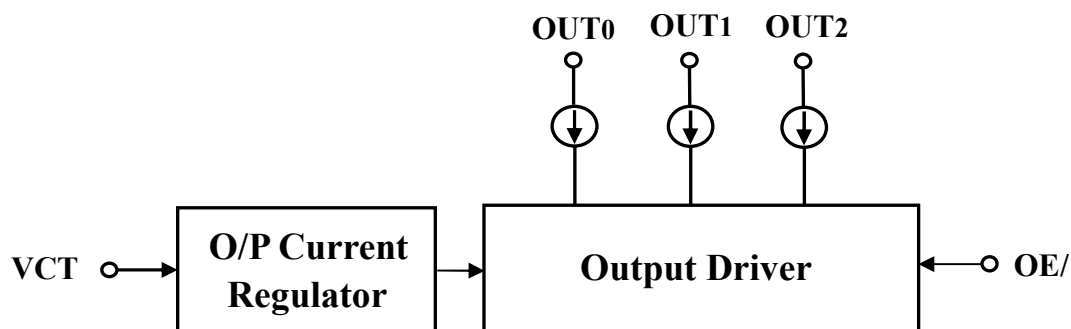 OUT0 OUT1 OUT2
O/P Current
Regulator
VCT
Output Driver
OE/